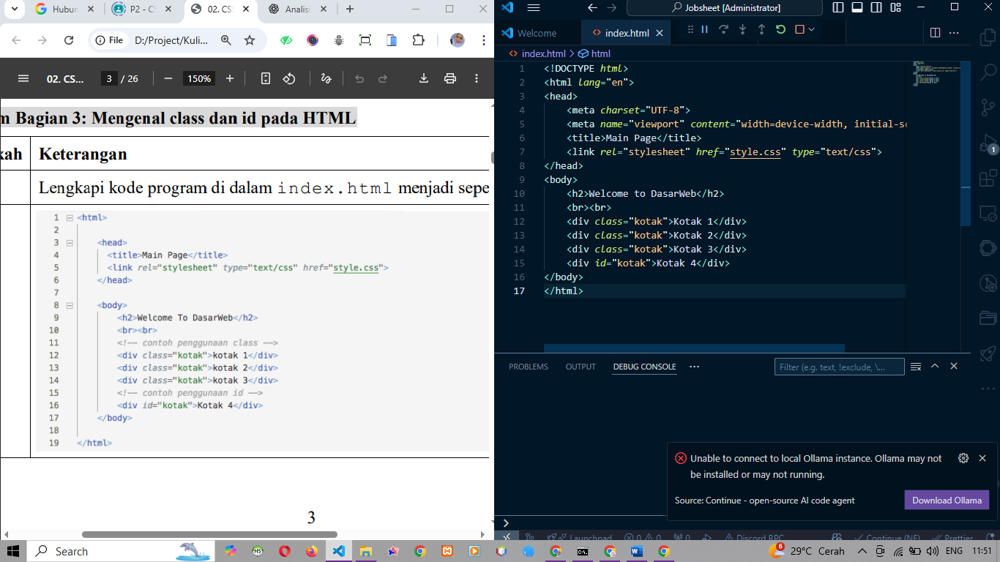 Hubun
P2 - CS
02. CS
Analisi
File
D:/Project/Kuli...
02. CS...
3 / 26
150%
m Bagian 3: Mengenal class dan id pada HTML
kah Keterangan
Lengkapi kode program di dalam index.html menjadi sepe
1 <html>
2
3 <head>
4 <title>Main Page</title>
5 <link rel="stylesheet" type="text/css" href="style.css">
6 </head>
7
8 <body>
9 <h2>Welcome To DasarWeb</h2>
10 <br><br>
11 <!-- contoh penggunaan class -->
12 <div class="kotak">kotak 1</div>
13 <div class="kotak">kotak 2</div>
14 <div class="kotak">kotak 3</div>
15 <!-- contoh penggunaan id -->
16 <div id="kotak">Kotak 4</div>
17 </body>
18
19 </html>
3
Jobsheet [Administrator]
Welcome
index.html
index.html > html
1 <!DOCTYPE html>
2 <html lang="en">
3 <head>
4 <meta charset="UTF-8">
5 <meta name="viewport" content="width=device-width, initial-sc
6 <title>Main Page</title>
7 <link rel="stylesheet" href="style.css" type="text/css">
8 </head>
9 <body>
10 <h2>Welcome to DasarWeb</h2>
11 <br><br>
12 <div class="kotak">Kotak 1</div>
13 <div class="kotak">Kotak 2</div>
14 <div class="kotak">Kotak 3</div>
15 <div id="kotak">Kotak 4</div>
16 </body>
17 </html>
1
PROBLEMS OUTPUT DEBUG CONSOLE ...
Filter (e.g. text, !exclude, \...
Unable to connect to local Ollama instance. Ollama may not
be installed or may not running.
Source: Continue - open-source AI code agent
Download Ollama
Launchpad 0 0 0 Discord RPC Continue (NE) Prettier
Search
6
29°C Cerah
ENG
11:51